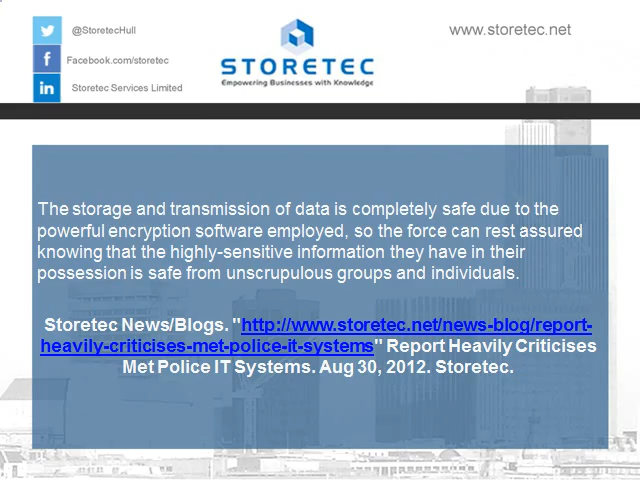 @StoretecHull
www.storetec.net
Facebook.com/storetec
STORETEC
Empowering Businesses with Knowledge
Storetec Services Limited
The storage and transmission of data is completely safe due to the
powerful encryption software employed, so the force can rest assured
knowing that the highly-sensitive information they have in their
possession is safe from unscrupulous groups and individuals.
Storetec News/Blogs. "http://www.storetec.net/news-blog/report-
heavily-criticises-met-police-it-systems" Report Heavily Criticises
Met Police IT Systems. Aug 30, 2012. Storetec.